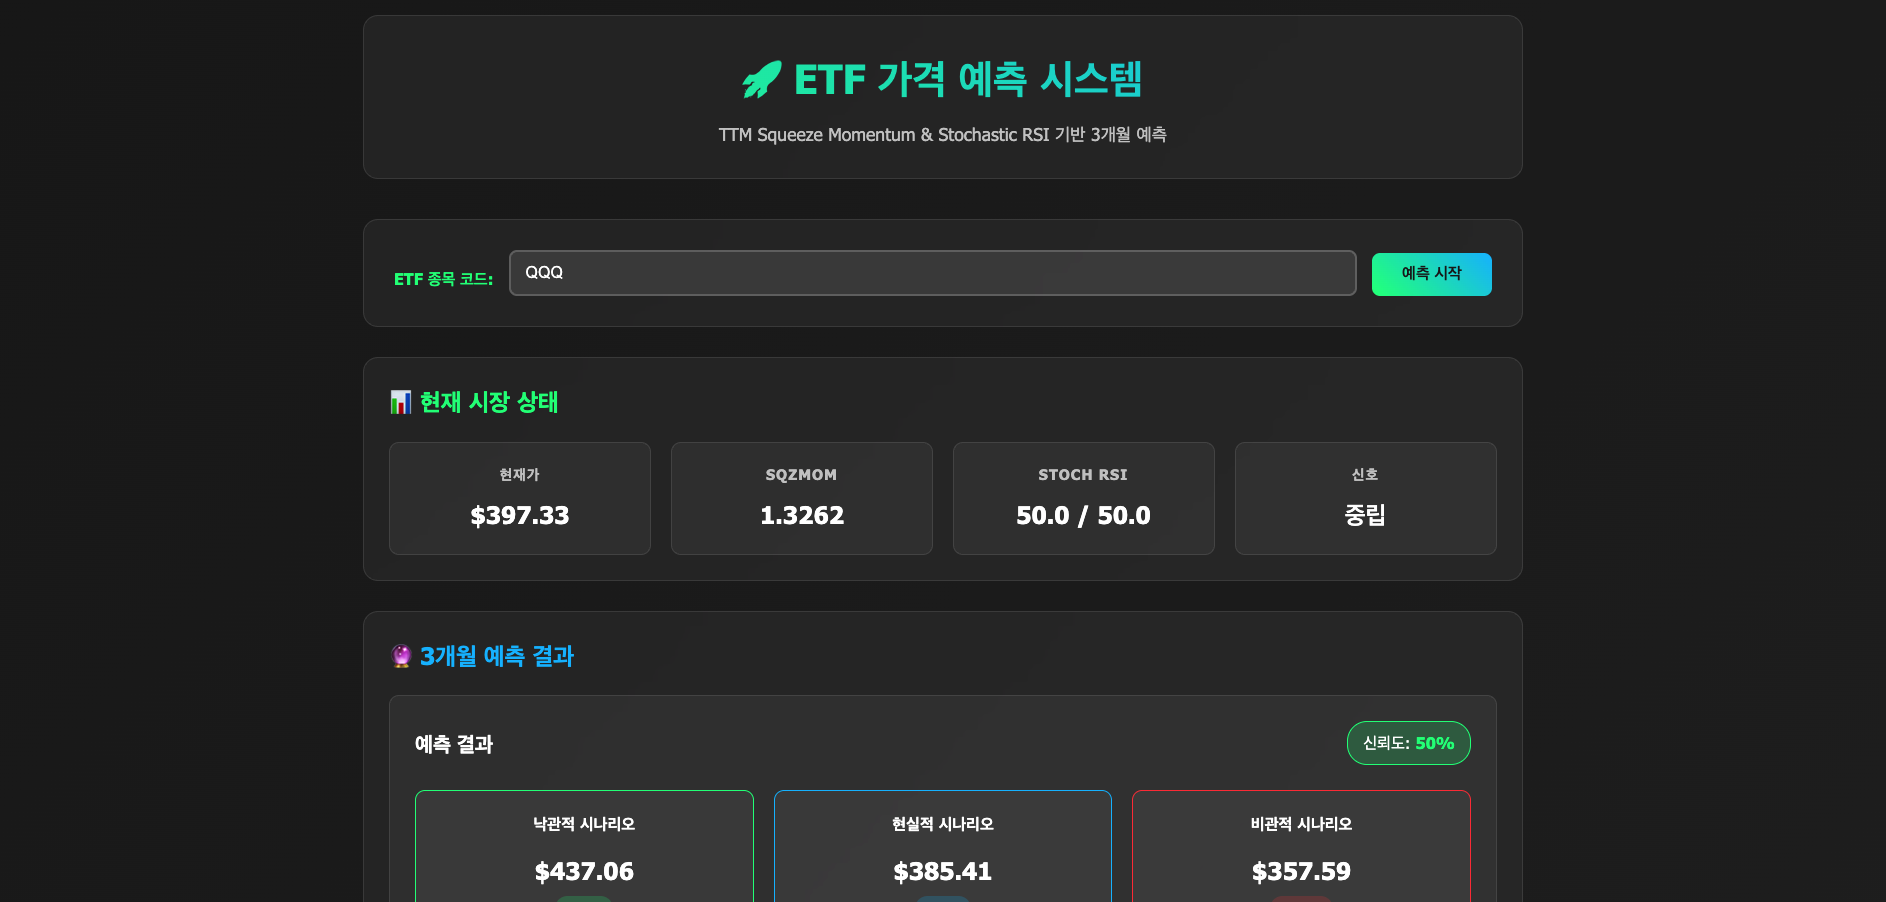 ETF 가격 예측 시스템
TTM Squeeze Momentum & Stochastic RSI 기반 3개월 예측
ETF 종목 코드:
QQQ
예측 시작
현재 시장 상태
현재가
$397.33
SQZMOM
1.3262
STOCH RSI
50.0 / 50.0
신호
중립
3개월 예측 결과
예측 결과
신뢰도: 50%
낙관적 시나리오
$437.06
현실적 시나리오
$385.41
비관적 시나리오
$357.59